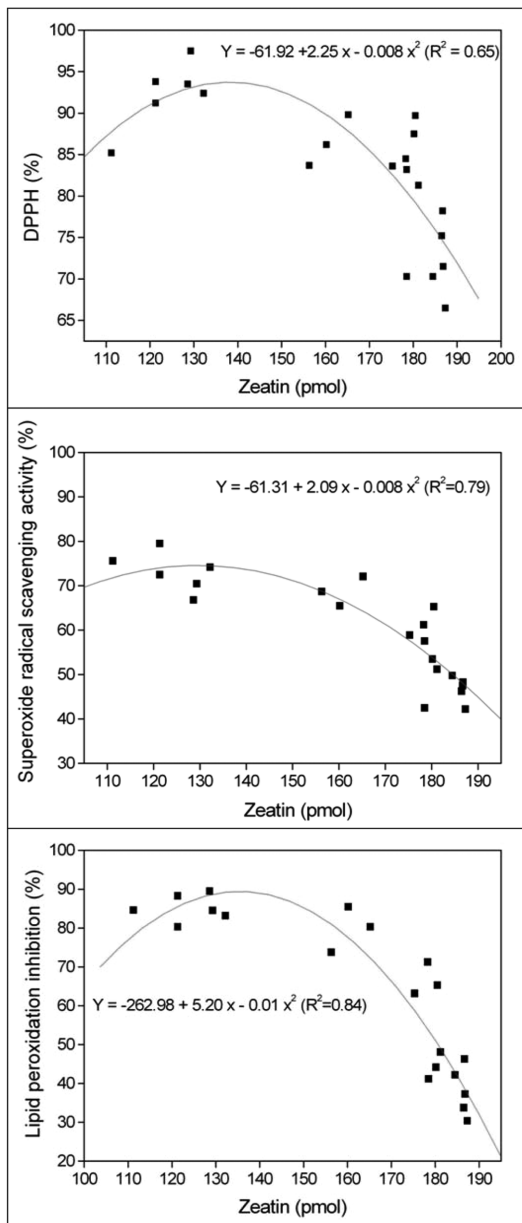 Y = -61.92 +2.25 x - 0.008 x² (R² = 0.65)
100
95
90
85
80
75
70
65
DPPH (%)
110 120 130 140 150 160 170 180 190 200
Zeatin (pmol)
Y = -61.31 + 2.09 x - 0.008 x² (R²=0.79)
100
90
80
70
60
50
40
30
Superoxide radical scavenging activity (%)
110 120 130 140 150 160 170 180 190
Zeatin (pmol)
Y = -262.98 + 5.20 x - 0.01 x² (R²=0.84)
100
90
80
70
60
50
40
30
20
Lipid peroxidation inhibition (%)
100 110 120 130 140 150 160 170 180 190
Zeatin (pmol)